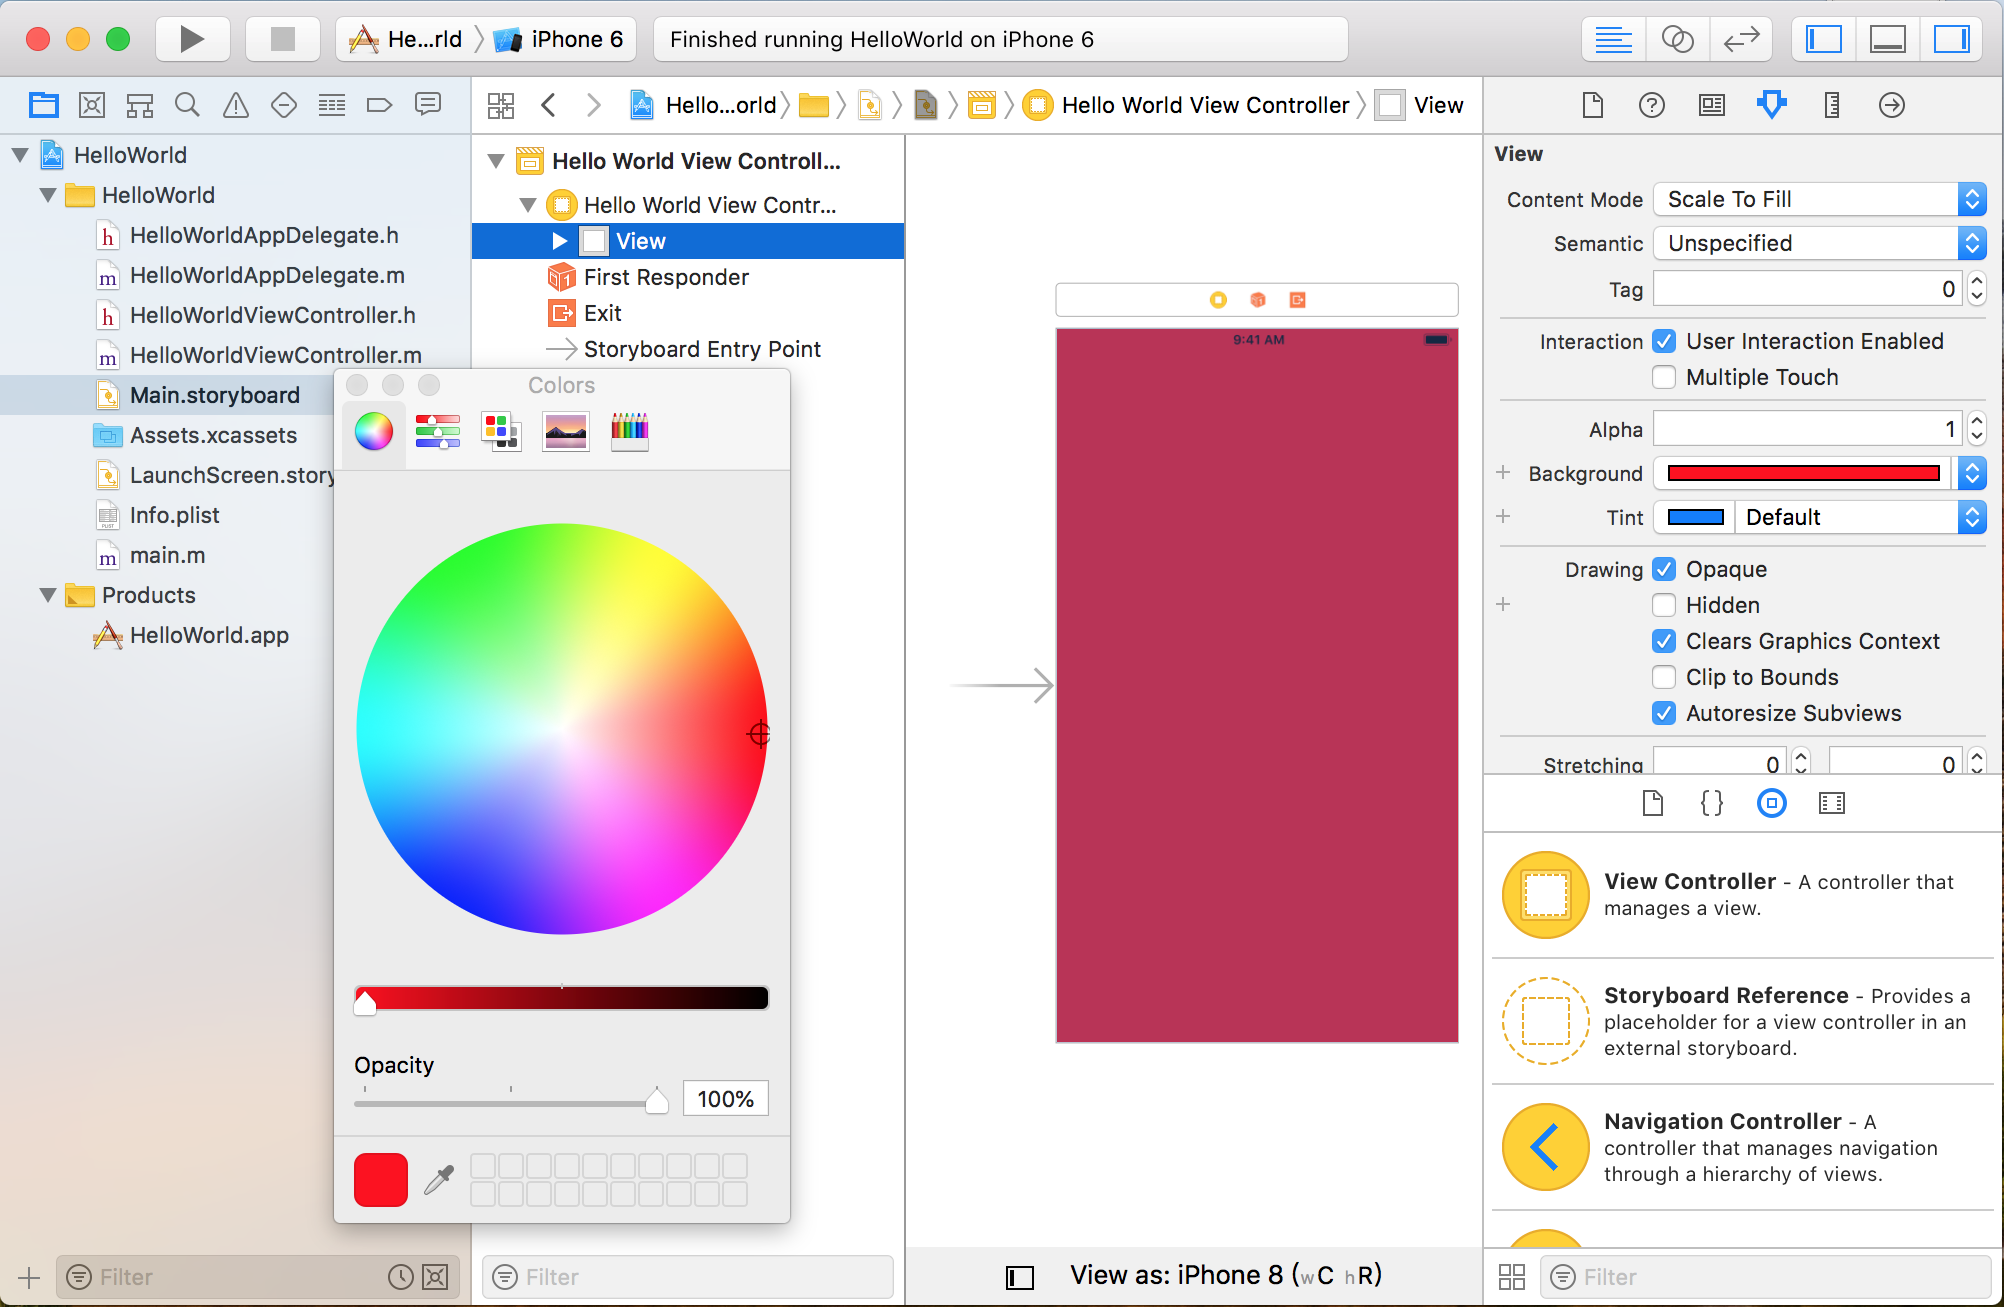 He...rld
iPhone 6
Finished running HelloWorld on iPhone 6
Hello...orld
Hello World View Controller
View
HelloWorld
HelloWorld
HelloWorldAppDelegate.h
HelloWorldAppDelegate.m
HelloWorldViewController.h
HelloWorldViewController.m
Main.storyboard
Assets.xcassets
LaunchScreen.story
Info.plist
main.m
Products
HelloWorld.app
Filter
Hello World View Controll...
Hello World View Contr...
View
First Responder
Exit
Storyboard Entry Point
Filter
Colors
Opacity
100%
9:41 AM
View as: iPhone 8 (wC hR)
View
Content Mode Scale To Fill
Semantic Unspecified
Tag 0
Interaction User Interaction Enabled
Multiple Touch
Alpha 1
Background
Tint Default
Drawing Opaque
Hidden
Clears Graphics Context
Clip to Bounds
Autoresize Subviews
Stretching 0 0
View Controller - A controller that
manages a view.
Storyboard Reference - Provides a
placeholder for a view controller in an
external storyboard.
Navigation Controller - A
controller that manages navigation
through a hierarchy of views.
Filter